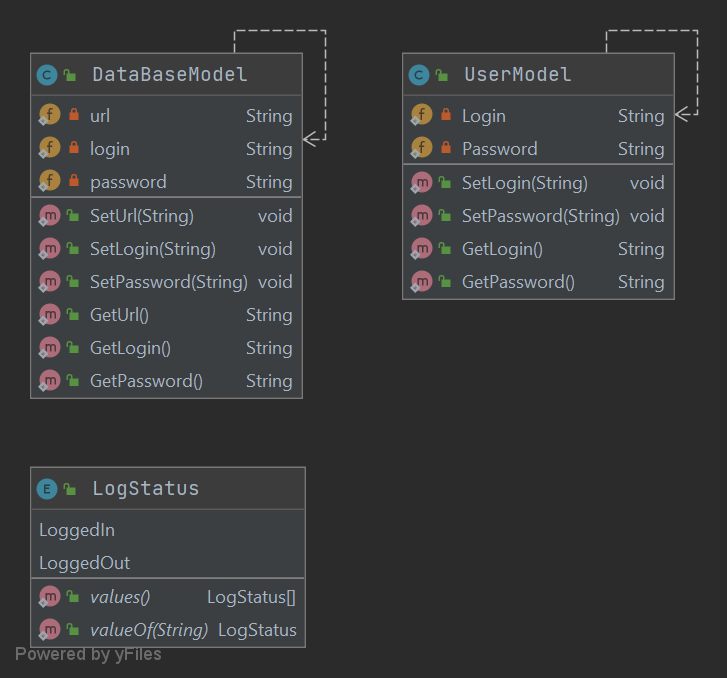 C DataBaseModel
f url String
f login String
f password String
m SetUrl(String) void
m SetLogin(String) void
m SetPassword(String) void
m GetUrl() String
m GetLogin() String
m GetPassword() String
C UserModel
f Login String
f Password String
m SetLogin(String) void
m SetPassword(String) void
m GetLogin() String
m GetPassword() String
E LogStatus
LoggedIn
LoggedOut
m values() LogStatus[]
m valueOf(String) LogStatus
Powered by yFiles